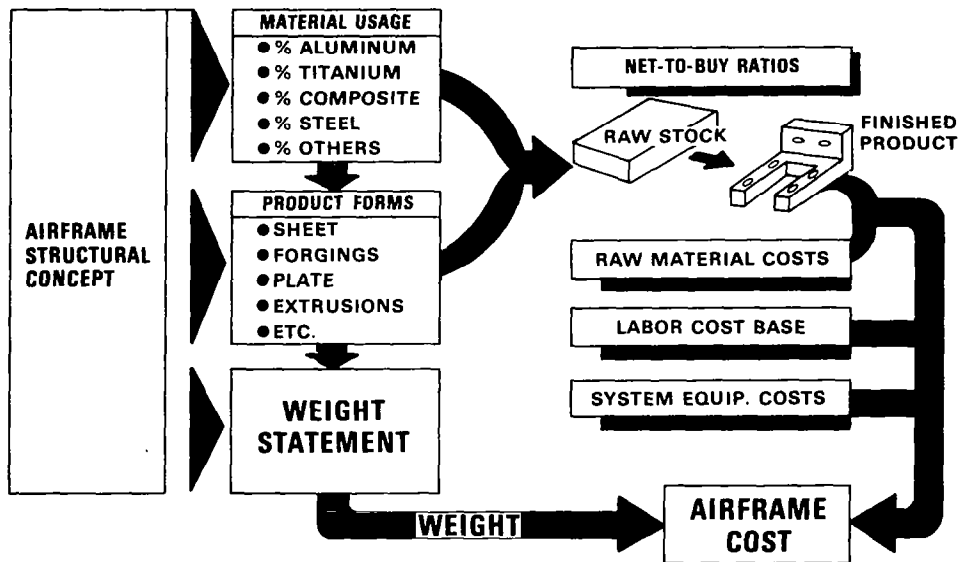 AIRFRAME
STRUCTURAL
CONCEPT
MATERIAL USAGE
● % ALUMINUM
● % TITANIUM
● % COMPOSITE
● % STEEL
● % OTHERS
PRODUCT FORMS
● SHEET
● FORGINGS
● PLATE
● EXTRUSIONS
● ETC.
WEIGHT
STATEMENT
WEIGHT
NET-TO-BUY RATIOS
RAW STOCK
FINISHED
PRODUCT
RAW MATERIAL COSTS
LABOR COST BASE
SYSTEM EQUIP. COSTS
AIRFRAME
COST